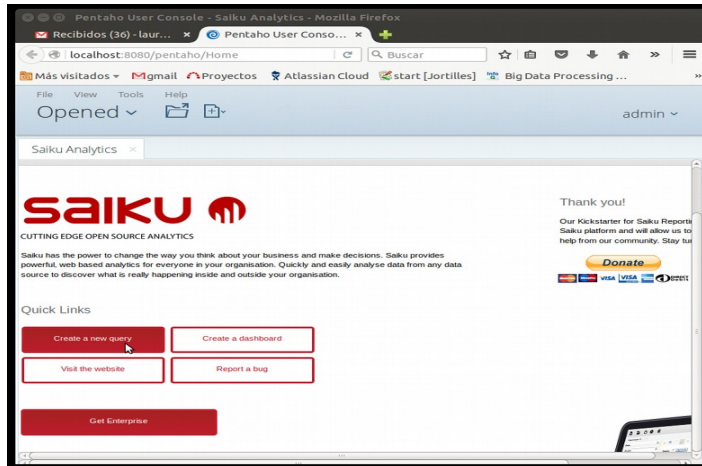 Pentaho User Console - Saiku Analytics - Mozilla Firefox
Recibidos (36) - laur...
Pentaho User Conso...
localhost:8080/pentaho/Home
Buscar
Más visitados
Mgmail
Proyectos
Atlassian Cloud
start [Jortilles]
Big Data Processing ...
File View Tools Help
Opened
admin
Saiku Analytics
saiku
CUTTING EDGE OPEN SOURCE ANALYTICS
Saiku has the power to change the way you think about your business and make decisions. Saiku provides
powerful, web based analytics for everyone in your organisation. Quickly and easily analyse data from any data
source to discover what is really happening inside and outside your organisation.
Thank you!
Our Kickstarter for Saiku Reporti
Saiku platform and will allow us to
help from our community. Stay tu
Donate
VISA
VISA
DIRECT
Debit
Quick Links
Create a new query
Create a dashboard
Visit the website
Report a bug
Get Enterprise